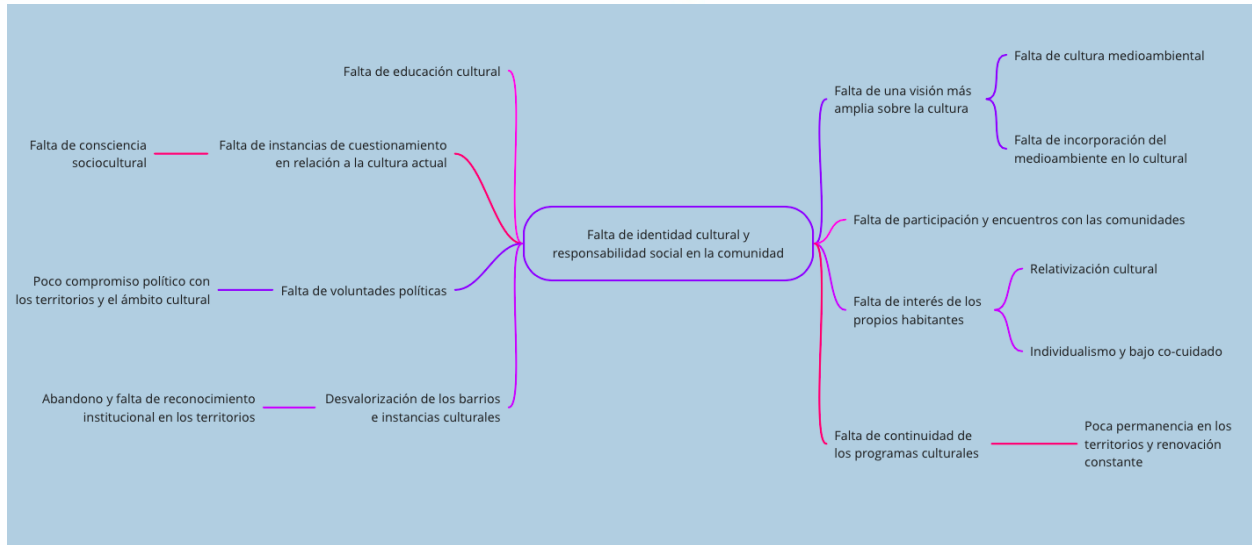 Falta de educación cultural
Falta de consciencia
sociocultural
Falta de instancias de cuestionamiento
en relación a la cultura actual
Poco compromiso político con
los territorios y el ámbito cultural
Falta de voluntades políticas
Abandono y falta de reconocimiento
institucional en los territorios
Desvalorización de los barrios
e instancias culturales
Falta de identidad cultural y
responsabilidad social en la comunidad
Falta de una visión más
amplia sobre la cultura
Falta de cultura medioambiental
Falta de incorporación del
medioambiente en lo cultural
Falta de participación y encuentros con las comunidades
Falta de interés de los
propios habitantes
Relativización cultural
Individualismo y bajo co-cuidado
Falta de continuidad de
los programas culturales
Poca permanencia en los
territorios y renovación
constante